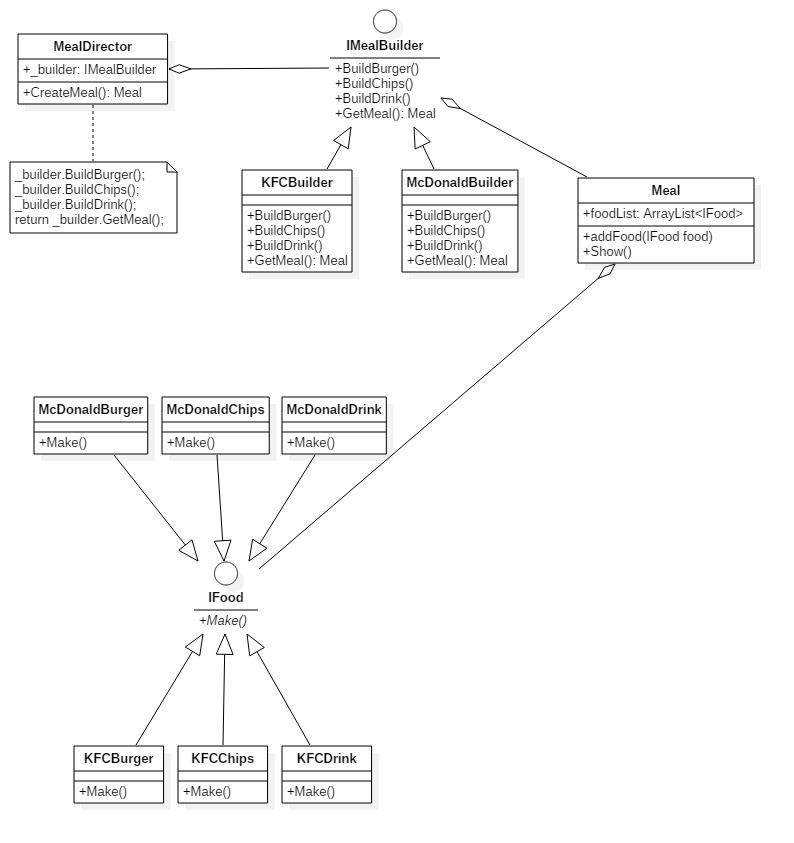 MealDirector
+_builder: IMealBuilder
+CreateMeal(): Meal
_builder.BuildBurger();
_builder.BuildChips();
_builder.BuildDrink();
return _builder.GetMeal();
IMealBuilder
+BuildBurger()
+BuildChips()
+BuildDrink()
+GetMeal(): Meal
KFCBuilder
+BuildBurger()
+BuildChips()
+BuildDrink()
+GetMeal(): Meal
McDonaldBuilder
+BuildBurger()
+BuildChips()
+BuildDrink()
+GetMeal(): Meal
Meal
+foodList: ArrayList<IFood>
+addFood(IFood food)
+Show()
McDonaldBurger
+Make()
McDonaldChips
+Make()
McDonaldDrink
+Make()
IFood
+Make()
KFCBurger
+Make()
KFCChips
+Make()
KFCDrink
+Make()